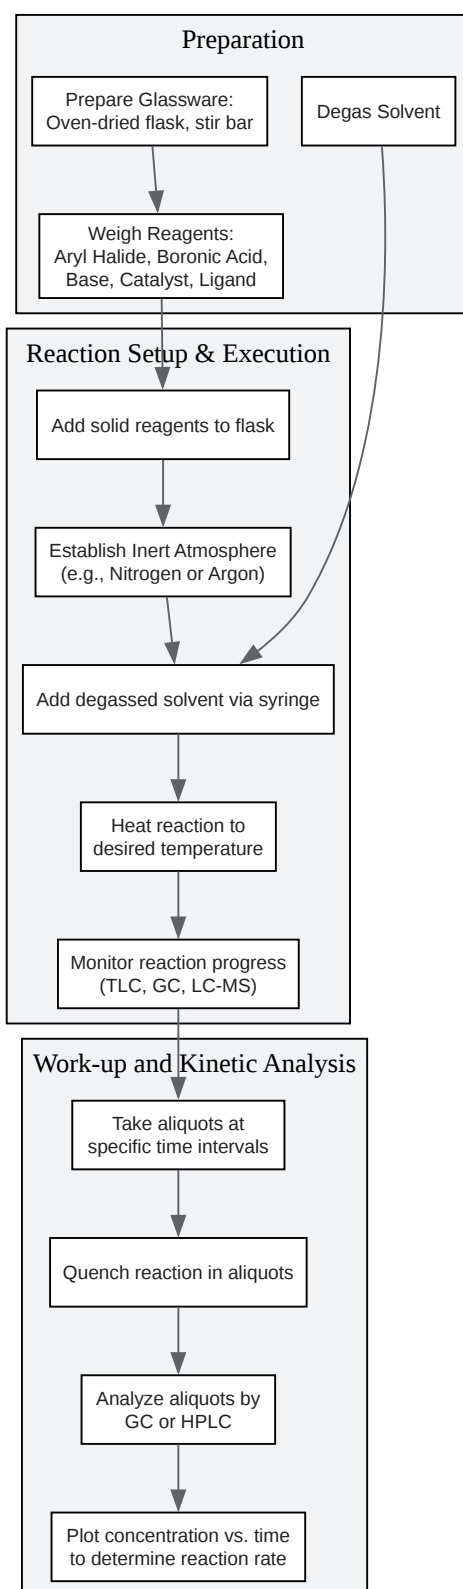 Preparation
Prepare Glassware:
Oven-dried flask, stir bar
Degas Solvent
Weigh Reagents:
Aryl Halide, Boronic Acid,
Base, Catalyst, Ligand
Reaction Setup & Execution
Add solid reagents to flask
Establish Inert Atmosphere
(e.g., Nitrogen or Argon)
Add degassed solvent via syringe
Heat reaction to
desired temperature
Monitor reaction progress
(TLC, GC, LC-MS)
Work-up and Kinetic Analysis
Take aliquots at
specific time intervals
Quench reaction in aliquots
Analyze aliquots by
GC or HPLC
Plot concentration vs. time
to determine reaction rate